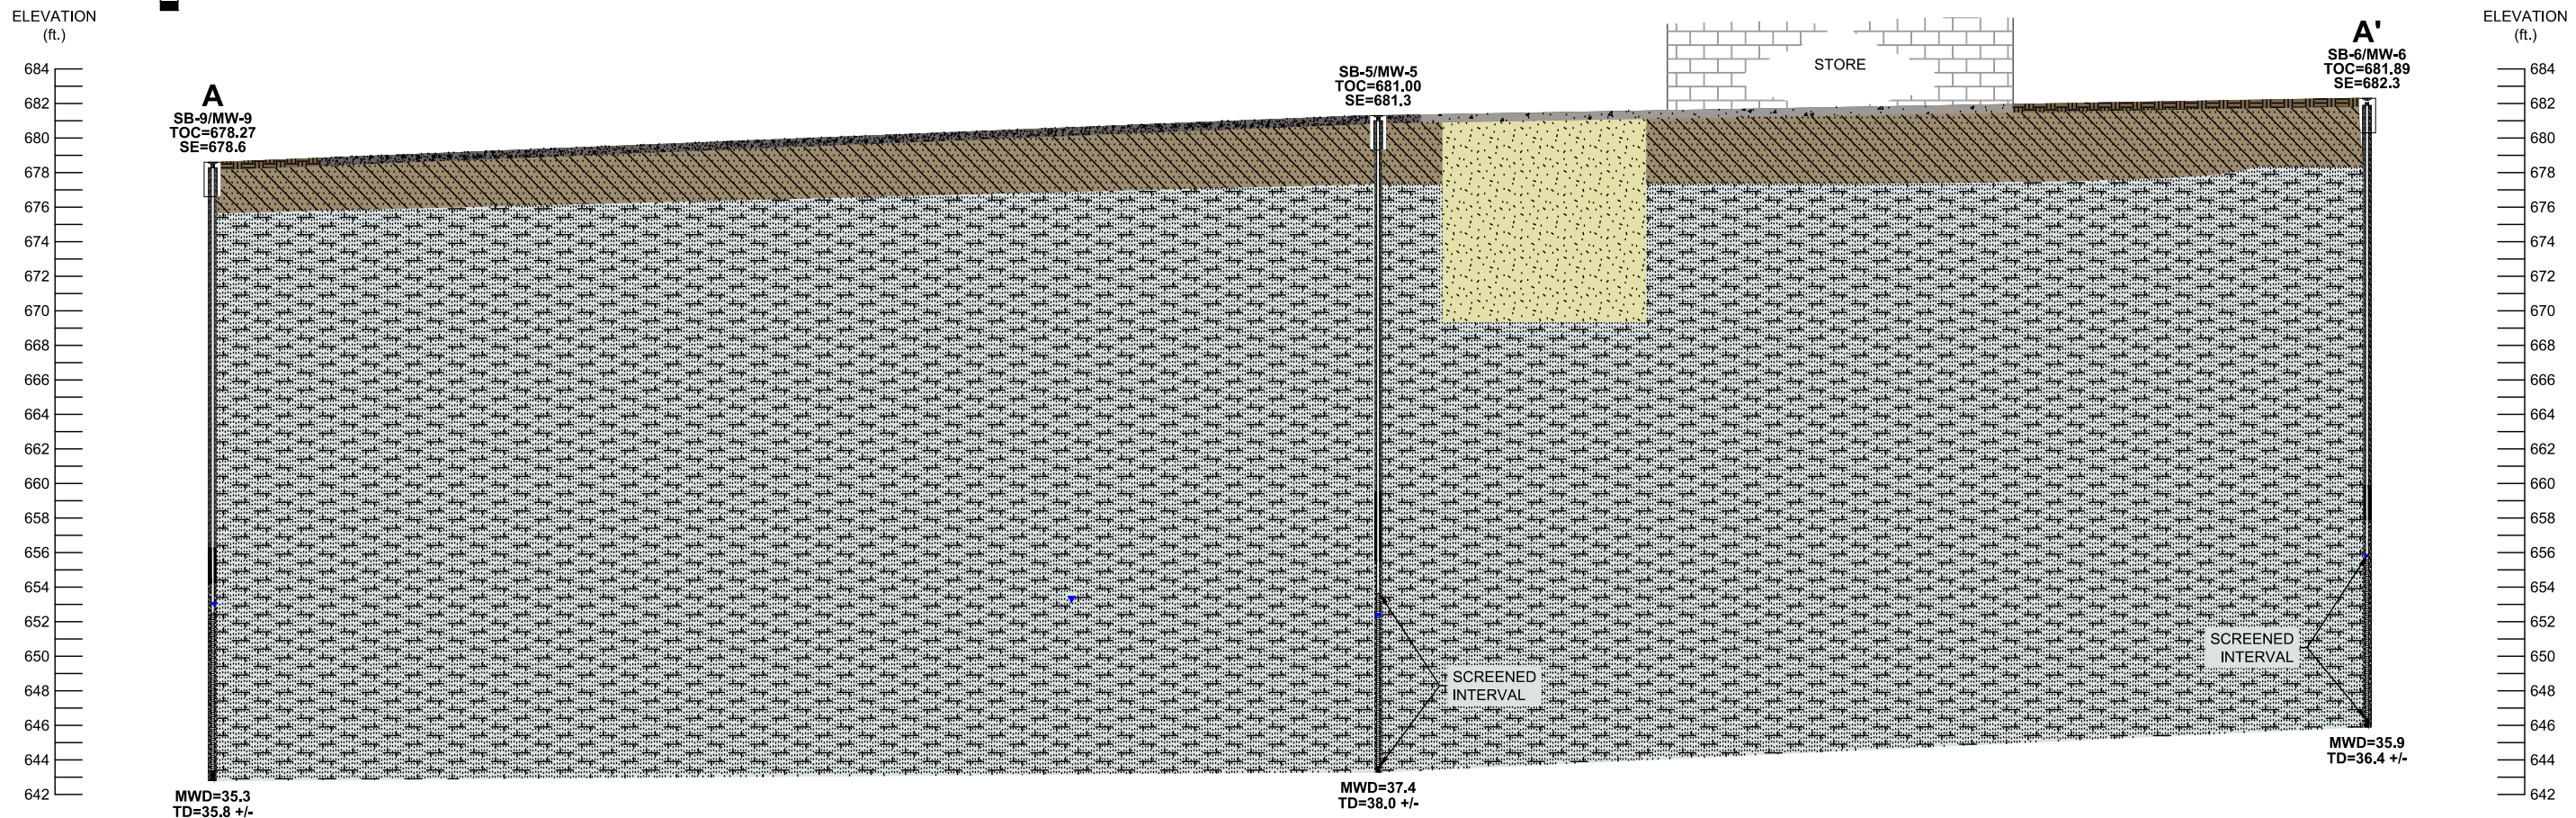 ELEVATION
(ft.)
684
682
680
678
676
674
672
670
668
666
664
662
660
658
656
654
652
650
648
646
644
642
A
SB-9/MW-9
TOC=678.27
SE=678.6
MWD=35.3
TD=35.8 +/-
SB-5/MW-5
TOC=681.00
SE=681.3
SCREENED
INTERVAL
MWD=37.4
TD=38.0 +/-
STORE
A'
SB-6/MW-6
TOC=681.89
SE=682.3
SCREENED
INTERVAL
MWD=35.9
TD=36.4 +/-
ELEVATION
(ft.)
684
682
680
678
676
674
672
670
668
666
664
662
660
658
656
654
652
650
648
646
644
642